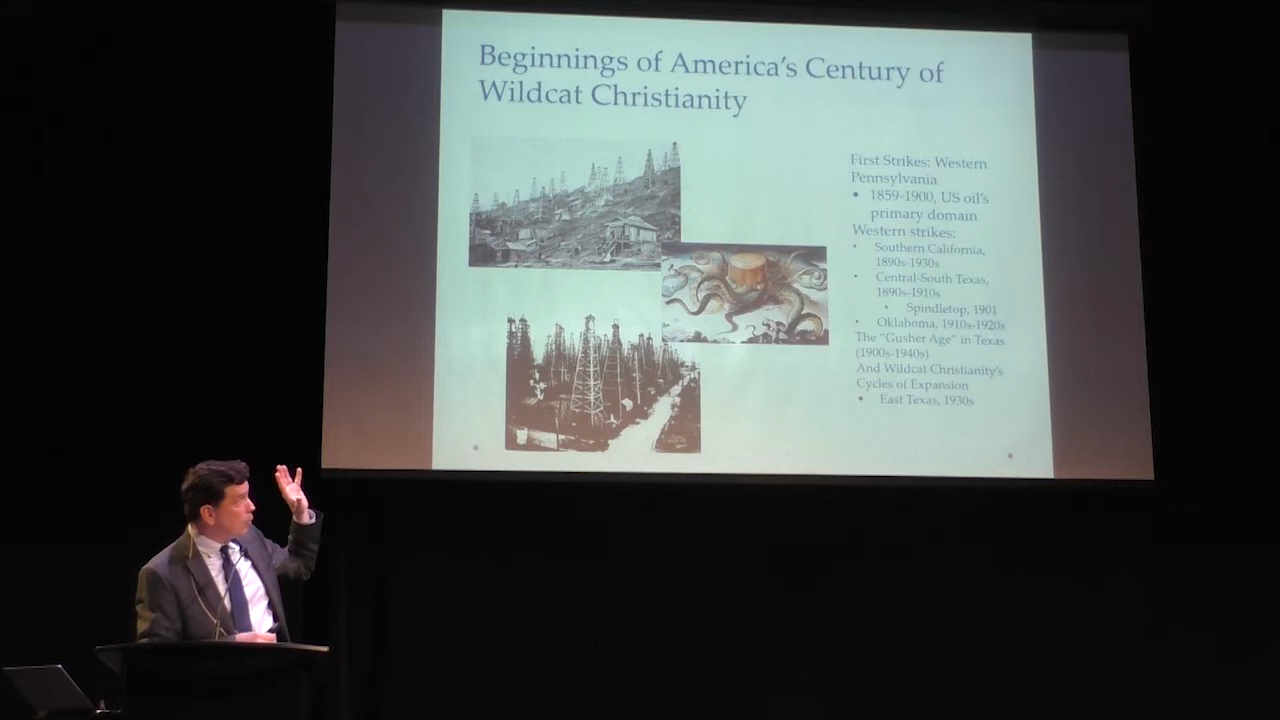 Beginnings of America's Century of
Wildcat Christianity
First Strikes: Western
Pennsylvania
• 1859-1900, US oil's
primary domain
Western strikes:
• Southern California,
1890s-1930s
• Central-South Texas,
1890s-1910s
• Spindletop, 1901
• Oklahoma, 1910s-1920s
The "Gusher Age" in Texas
(1900s-1940s)
And Wildcat Christianity's
Cycles of Expansion
• East Texas, 1930s